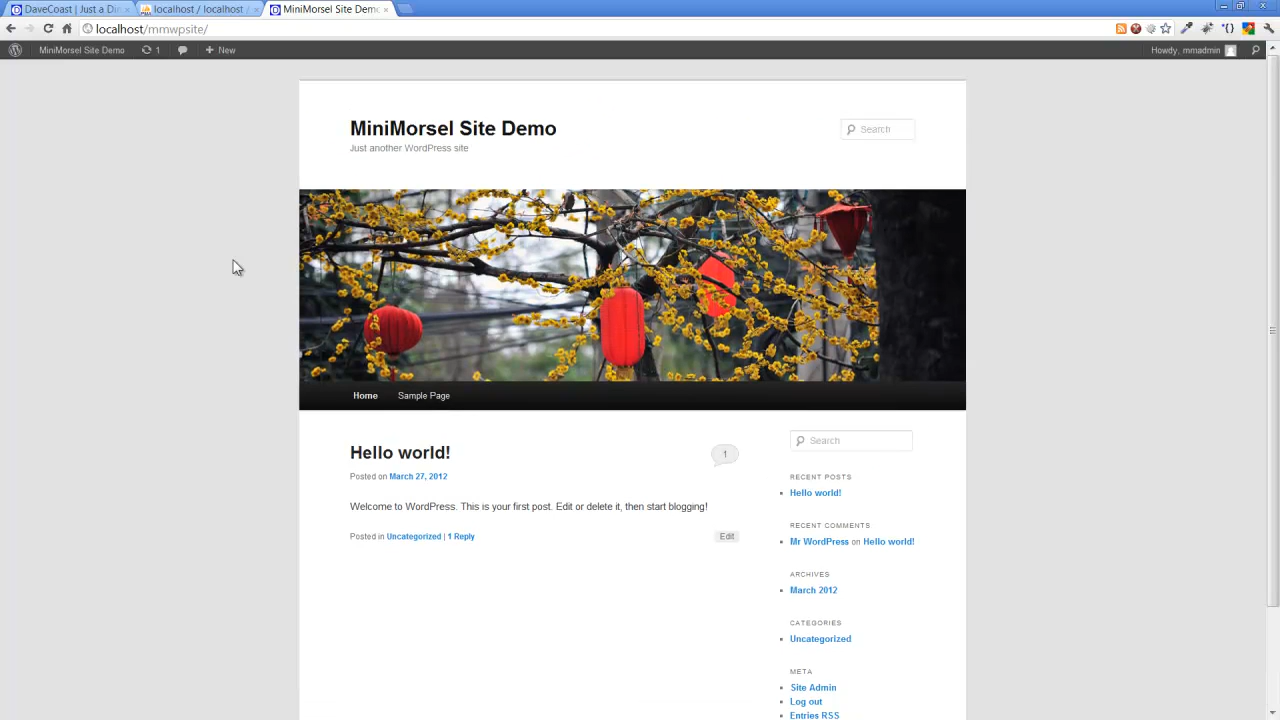 DaveCoast | Just a Din
localhost / localhost /
MiniMorsel Site Demo
localhost/mmwpsite/
MiniMorsel Site Demo
1
New
Howdy, mmadmin
MiniMorsel Site Demo
Just another WordPress site
Search
Home
Sample Page
Hello world!
1
Posted on March 27, 2012
Welcome to WordPress. This is your first post. Edit or delete it, then start blogging!
Posted in Uncategorized | 1 Reply
Edit
Search
RECENT POSTS
Hello world!
RECENT COMMENTS
Mr WordPress on Hello world!
ARCHIVES
March 2012
CATEGORIES
Uncategorized
META
Site Admin
Log out
Entries RSS